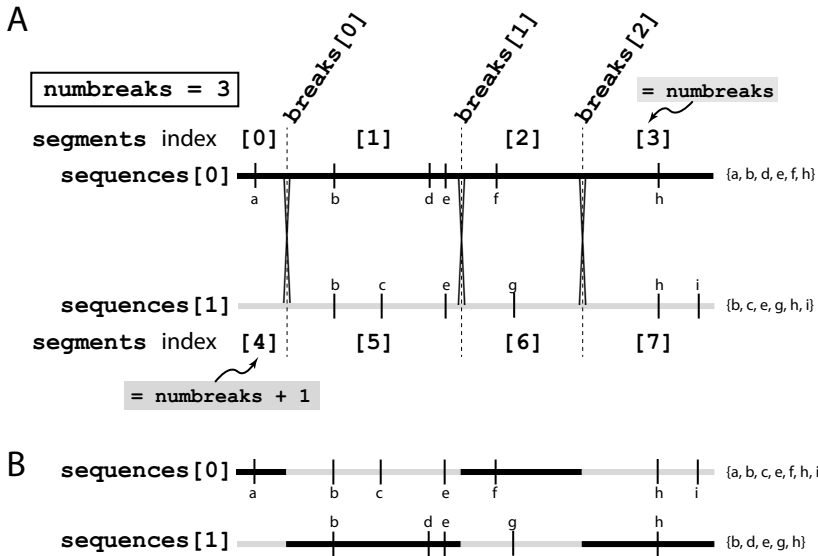 A
breaks[0]
breaks[1]
breaks[2]
numbreaks = 3
= numbreaks
segments index [0] [1] [2] [3]
sequences[0]
{a, b, d, e, f, h}
a b d e f h
b c e g h i
sequences[1]
{b, c, e, g, h, i}
segments index [4] [5] [6] [7]
= numbreaks + 1
B
sequences[0]
{a, b, c, e, f, h, i
a b c e f h i
b d e g h
sequences[1]
{b, d, e, g, h}